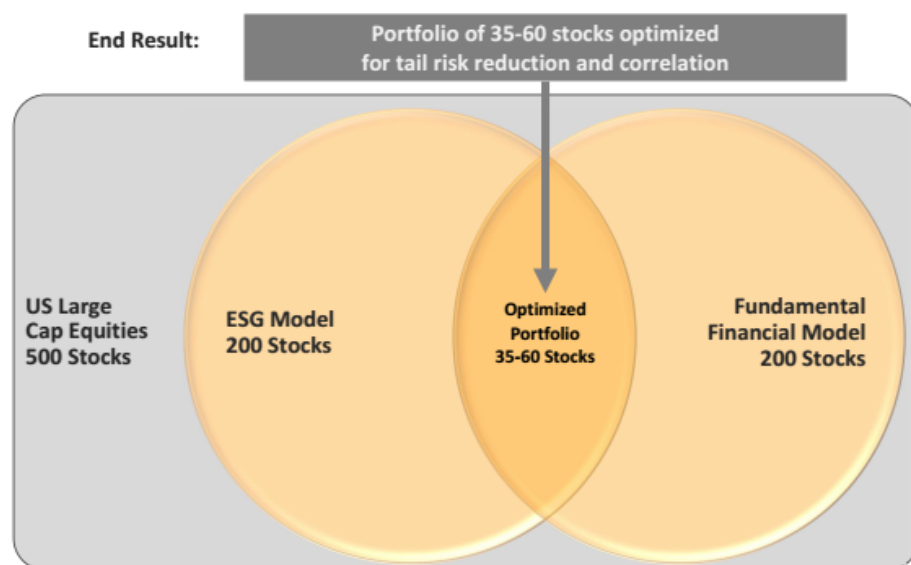 End Result:
Portfolio of 35-60 stocks optimized
for tail risk reduction and correlation
US Large
Cap Equities
500 Stocks
ESG Model
200 Stocks
Optimized
Portfolio
35-60 Stocks
Fundamental
Financial Model
200 Stocks